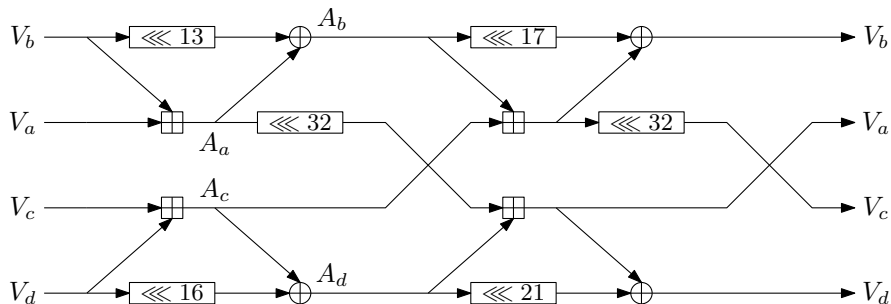 V_b ⋘ 13 A_b ⋘ 17 V_b
V_a A_a ⋘ 32 ⋘ 32 V_a
V_c A_c V_c
V_d ⋘ 16 A_d ⋘ 21 V_d